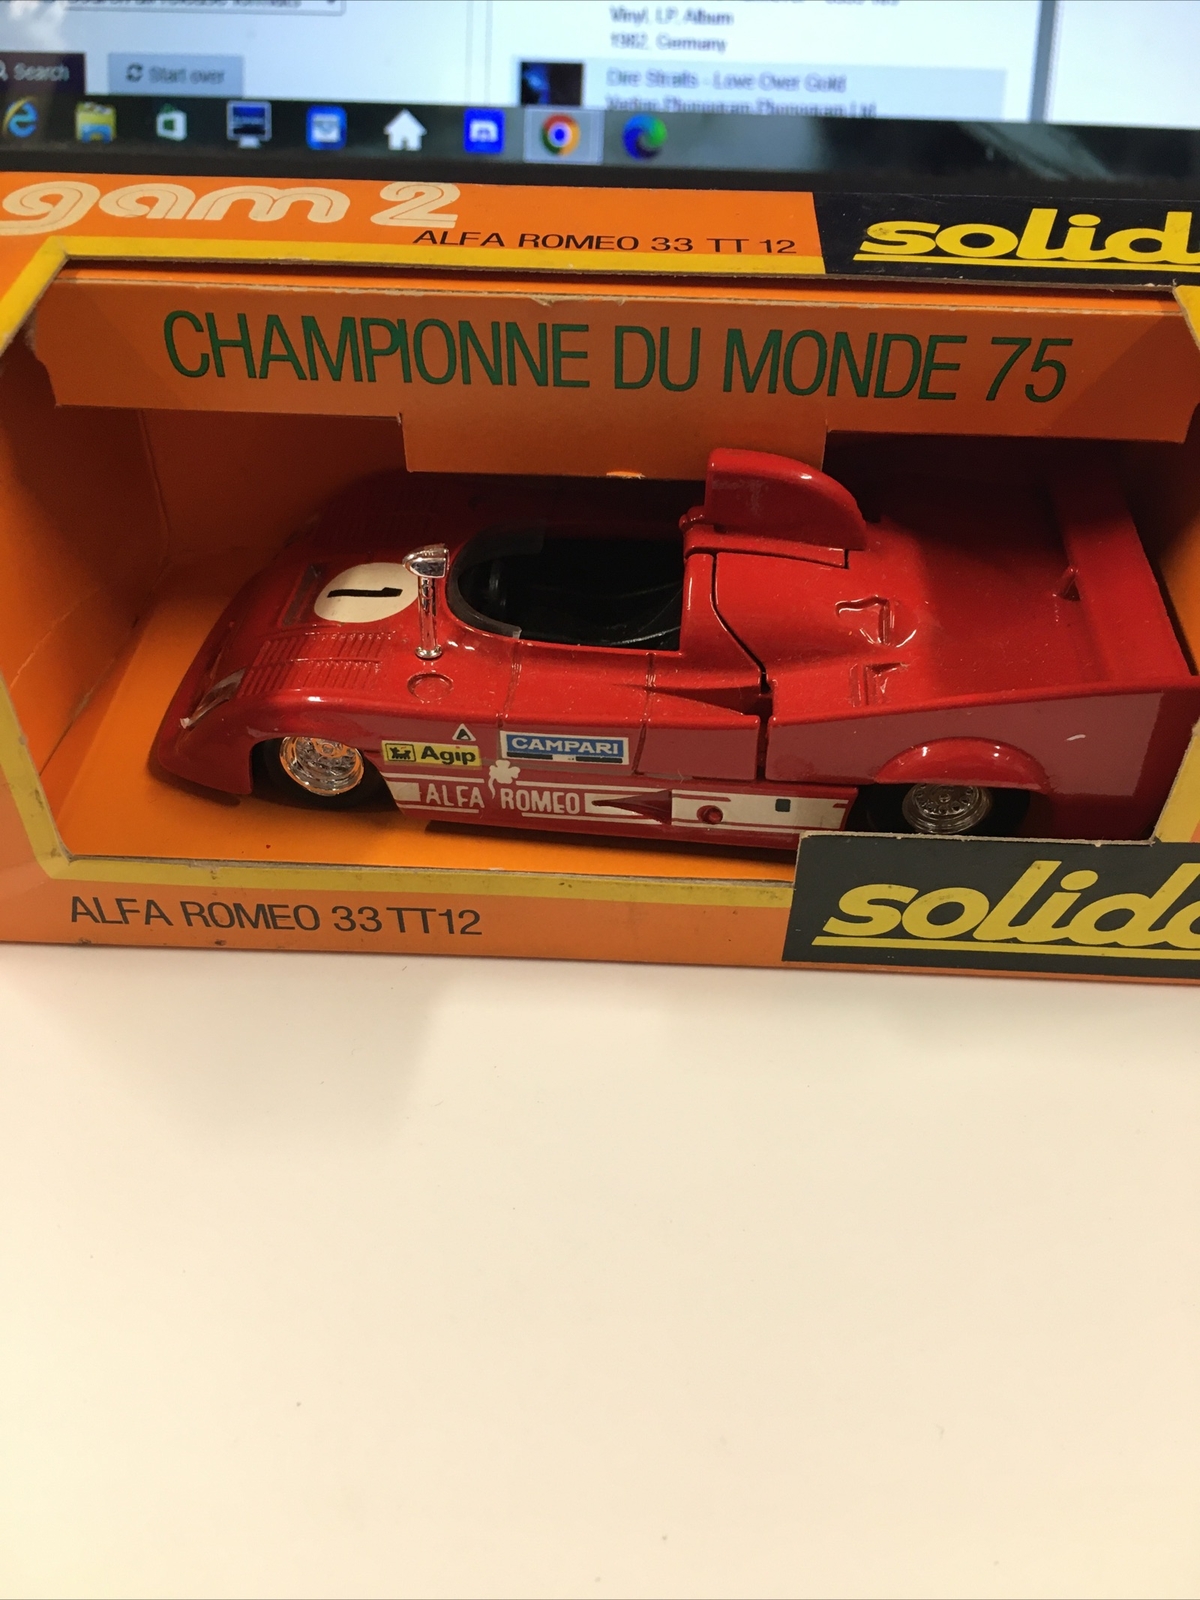 Vinyl, LP, Album
1982, Germany
Search
Start over
Dire Straits - Love Over Gold
gam 2
ALFA ROMEO 33 TT 12
solid
CHAMPIONNE DU MONDE 75
1
Agip
CAMPARI
ALFA ROMEO
ALFA ROMEO 33 TT12
solido